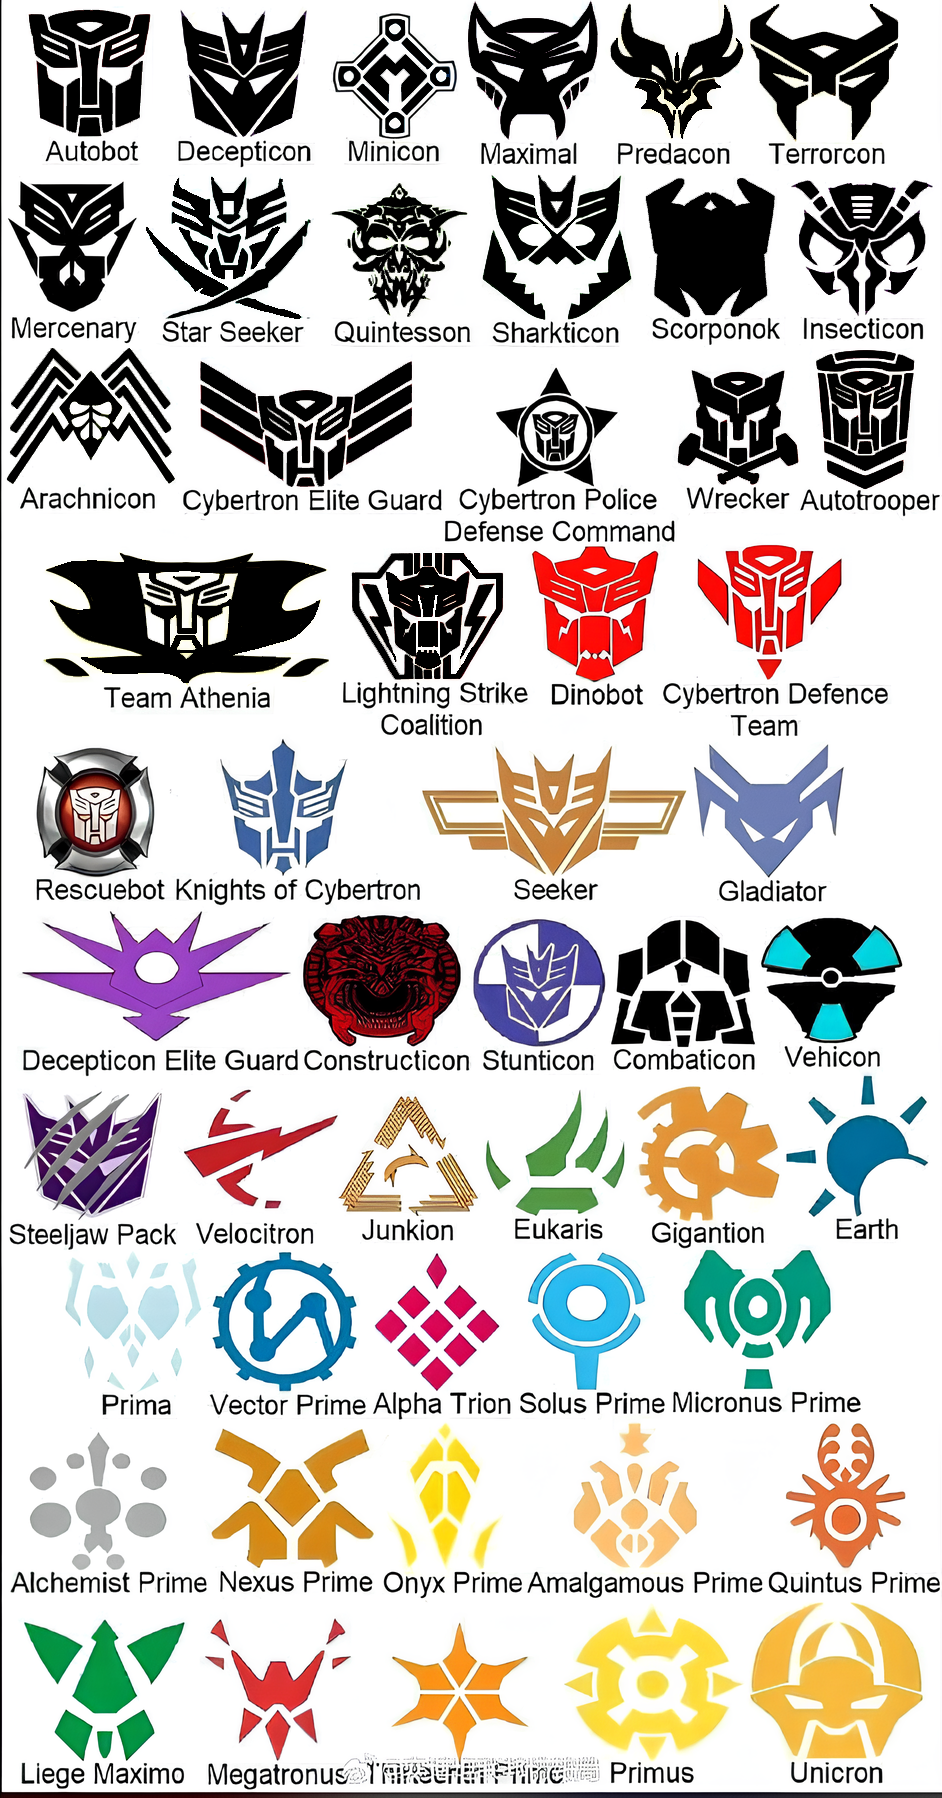 Autobot Decepticon Minicon Maximal Predacon Terrorcon
Mercenary Star Seeker Quintesson Sharkticon Scorponok Insecticon
Arachnicon Cybertron Elite Guard Cybertron Police Wrecker Autotrooper
Defense Command
Team Athenia Lightning Strike Dinobot Cybertron Defence
Coalition Team
Rescuebot Knights of Cybertron Seeker Gladiator
Decepticon Elite Guard Constructicon Stunticon Combaticon Vehicon
Steeljaw Pack Velocitron Junkion Eukaris Gigantion Earth
Prima Vector Prime Alpha Trion Solus Prime Micronus Prime
Alchemist Prime Nexus Prime Onyx Prime Amalgamous Prime Quintus Prime
Liege Maximo Megatronus Prime Primus Unicron